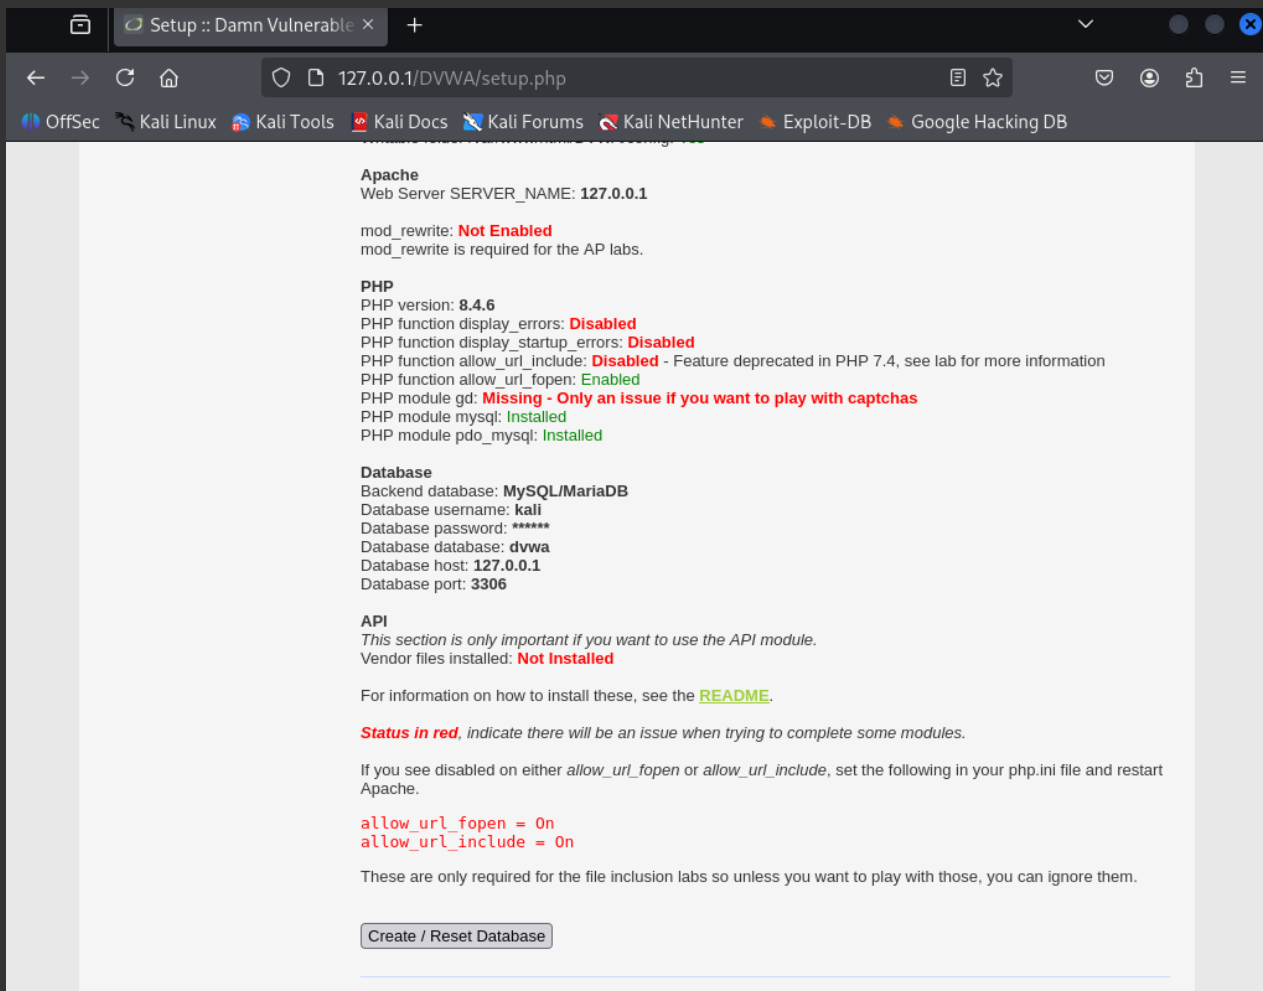 Setup :: Damn Vulnerable
127.0.0.1/DVWA/setup.php
OffSec Kali Linux Kali Tools Kali Docs Kali Forums Kali NetHunter Exploit-DB Google Hacking DB
Apache
Web Server SERVER_NAME: 127.0.0.1
mod_rewrite: Not Enabled
mod_rewrite is required for the AP labs.
PHP
PHP version: 8.4.6
PHP function display_errors: Disabled
PHP function display_startup_errors: Disabled
PHP function allow_url_include: Disabled - Feature deprecated in PHP 7.4, see lab for more information
PHP function allow_url_fopen: Enabled
PHP module gd: Missing - Only an issue if you want to play with captchas
PHP module mysql: Installed
PHP module pdo_mysql: Installed
Database
Backend database: MySQL/MariaDB
Database username: kali
Database password: ******
Database database: dvwa
Database host: 127.0.0.1
Database port: 3306
API
This section is only important if you want to use the API module.
Vendor files installed: Not Installed
For information on how to install these, see the README.
Status in red, indicate there will be an issue when trying to complete some modules.
If you see disabled on either allow_url_fopen or allow_url_include, set the following in your php.ini file and restart
Apache.
allow_url_fopen = On
allow_url_include = On
These are only required for the file inclusion labs so unless you want to play with those, you can ignore them.
Create / Reset Database